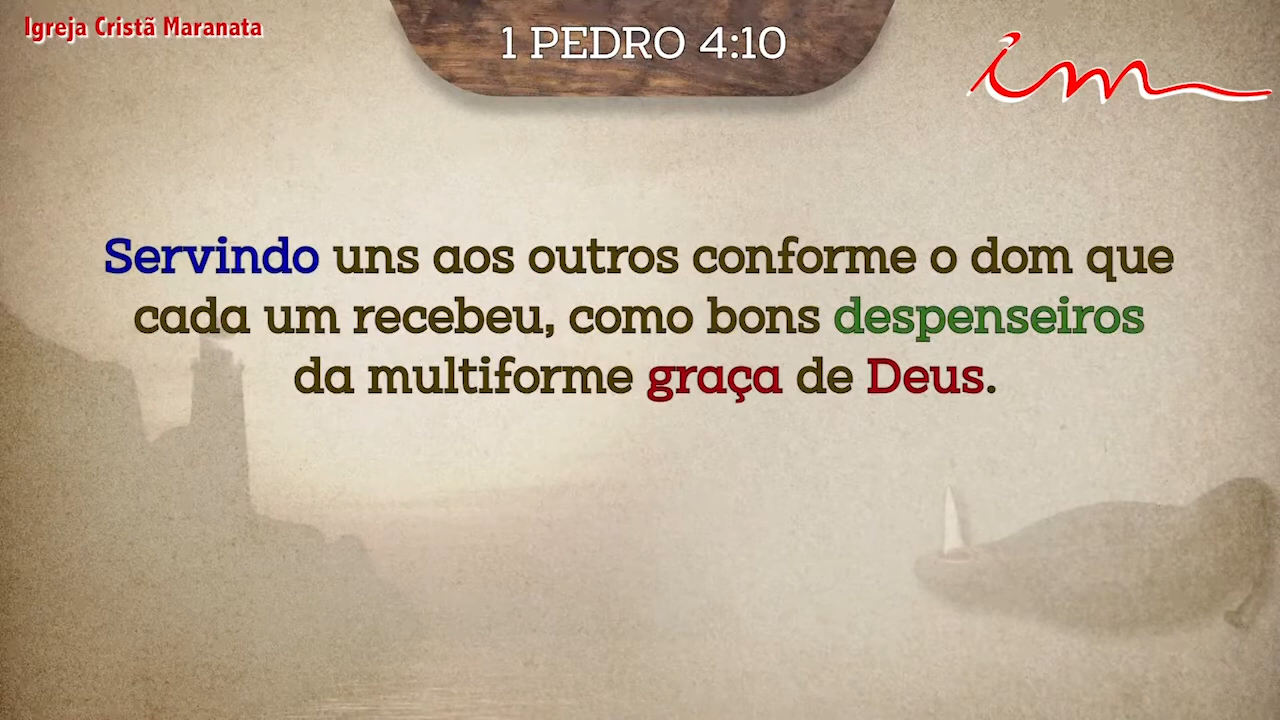 Igreja Cristã Maranata
1 PEDRO 4:10
im
Servindo uns aos outros conforme o dom que
cada um recebeu, como bons despenseiros
da multiforme graça de Deus.